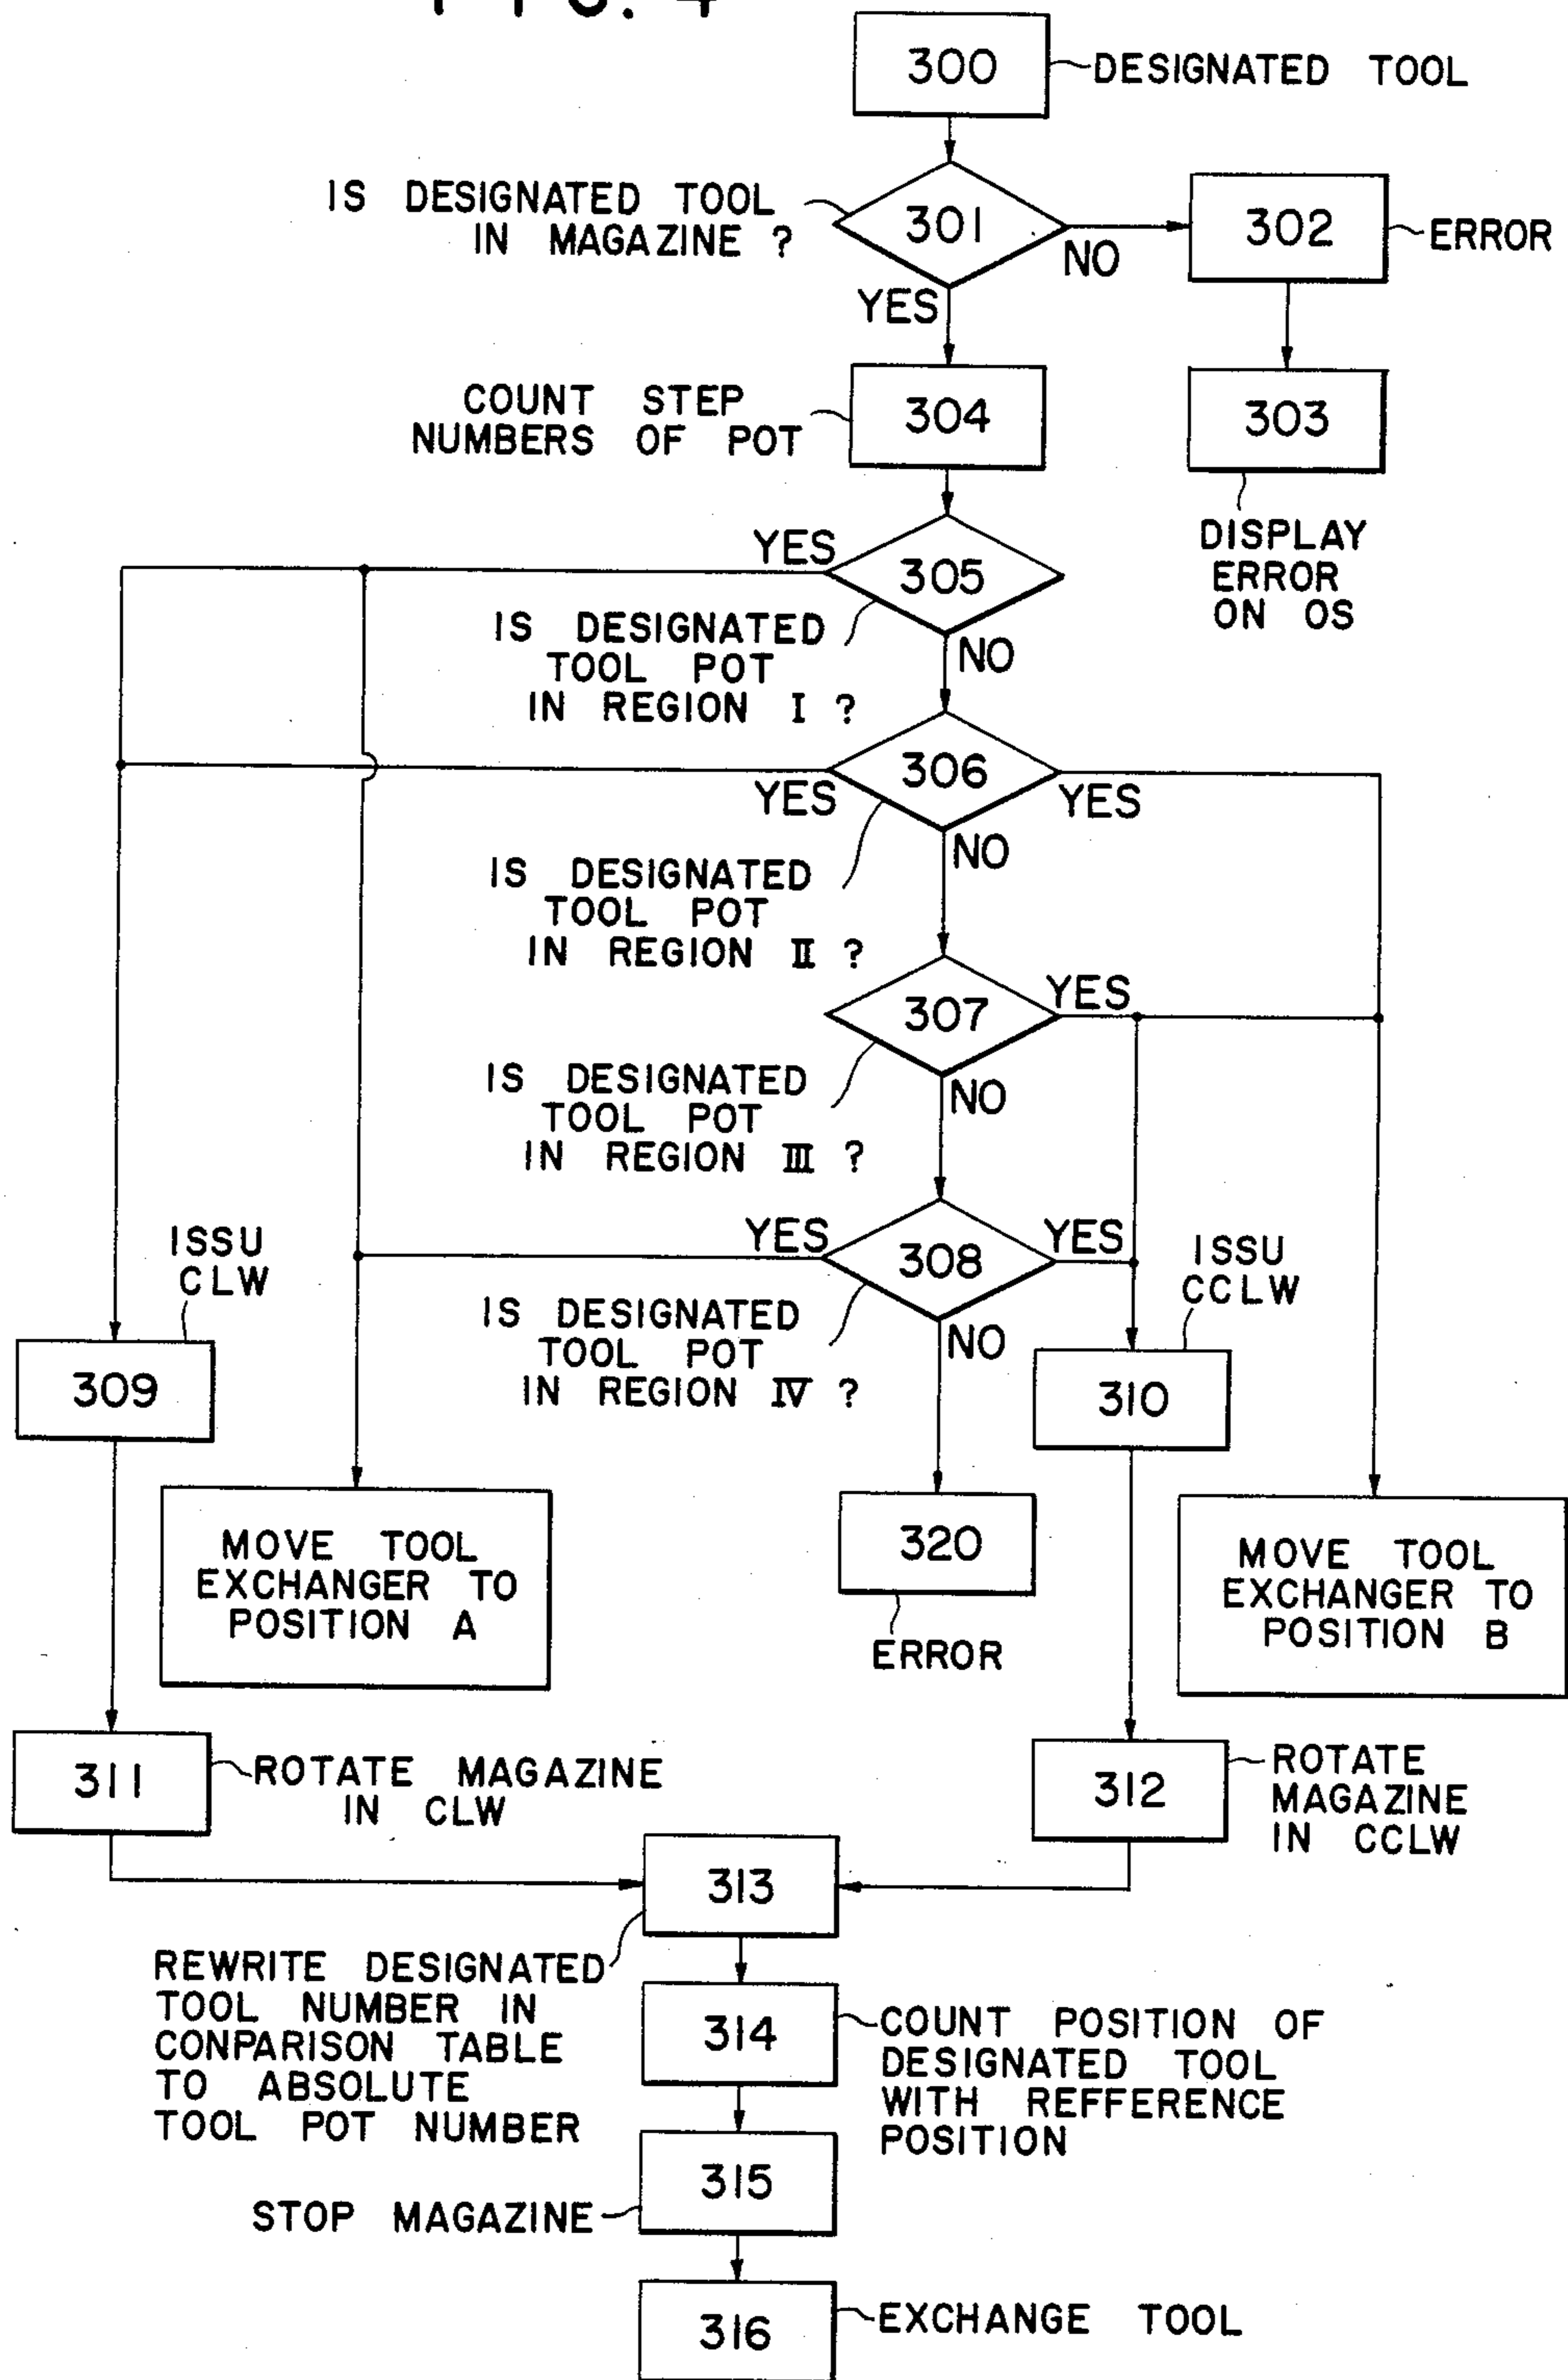 FIG. 4
300
DESIGNATED TOOL
IS DESIGNATED TOOL
IN MAGAZINE ?
301
NO
302
ERROR
YES
COUNT STEP
NUMBERS OF POT
304
303
DISPLAY
ERROR
ON OS
YES
305
IS DESIGNATED
TOOL POT
IN REGION I ?
NO
YES
306
YES
IS DESIGNATED
TOOL POT
IN REGION II ?
NO
307
YES
IS DESIGNATED
TOOL POT
IN REGION III ?
NO
YES
308
YES
ISSU
CLW
ISSU
CCLW
IS DESIGNATED
TOOL POT
IN REGION IV ?
NO
309
310
MOVE TOOL
EXCHANGER TO
POSITION A
320
ERROR
MOVE TOOL
EXCHANGER TO
POSITION B
311
ROTATE MAGAZINE
IN CLW
312
ROTATE
MAGAZINE
IN CCLW
313
REWRITE DESIGNATED
TOOL NUMBER IN
CONPARISON TABLE
TO ABSOLUTE
TOOL POT NUMBER
314
COUNT POSITION OF
DESIGNATED TOOL
WITH REFFERENCE
POSITION
315
STOP MAGAZINE
316
EXCHANGE TOOL